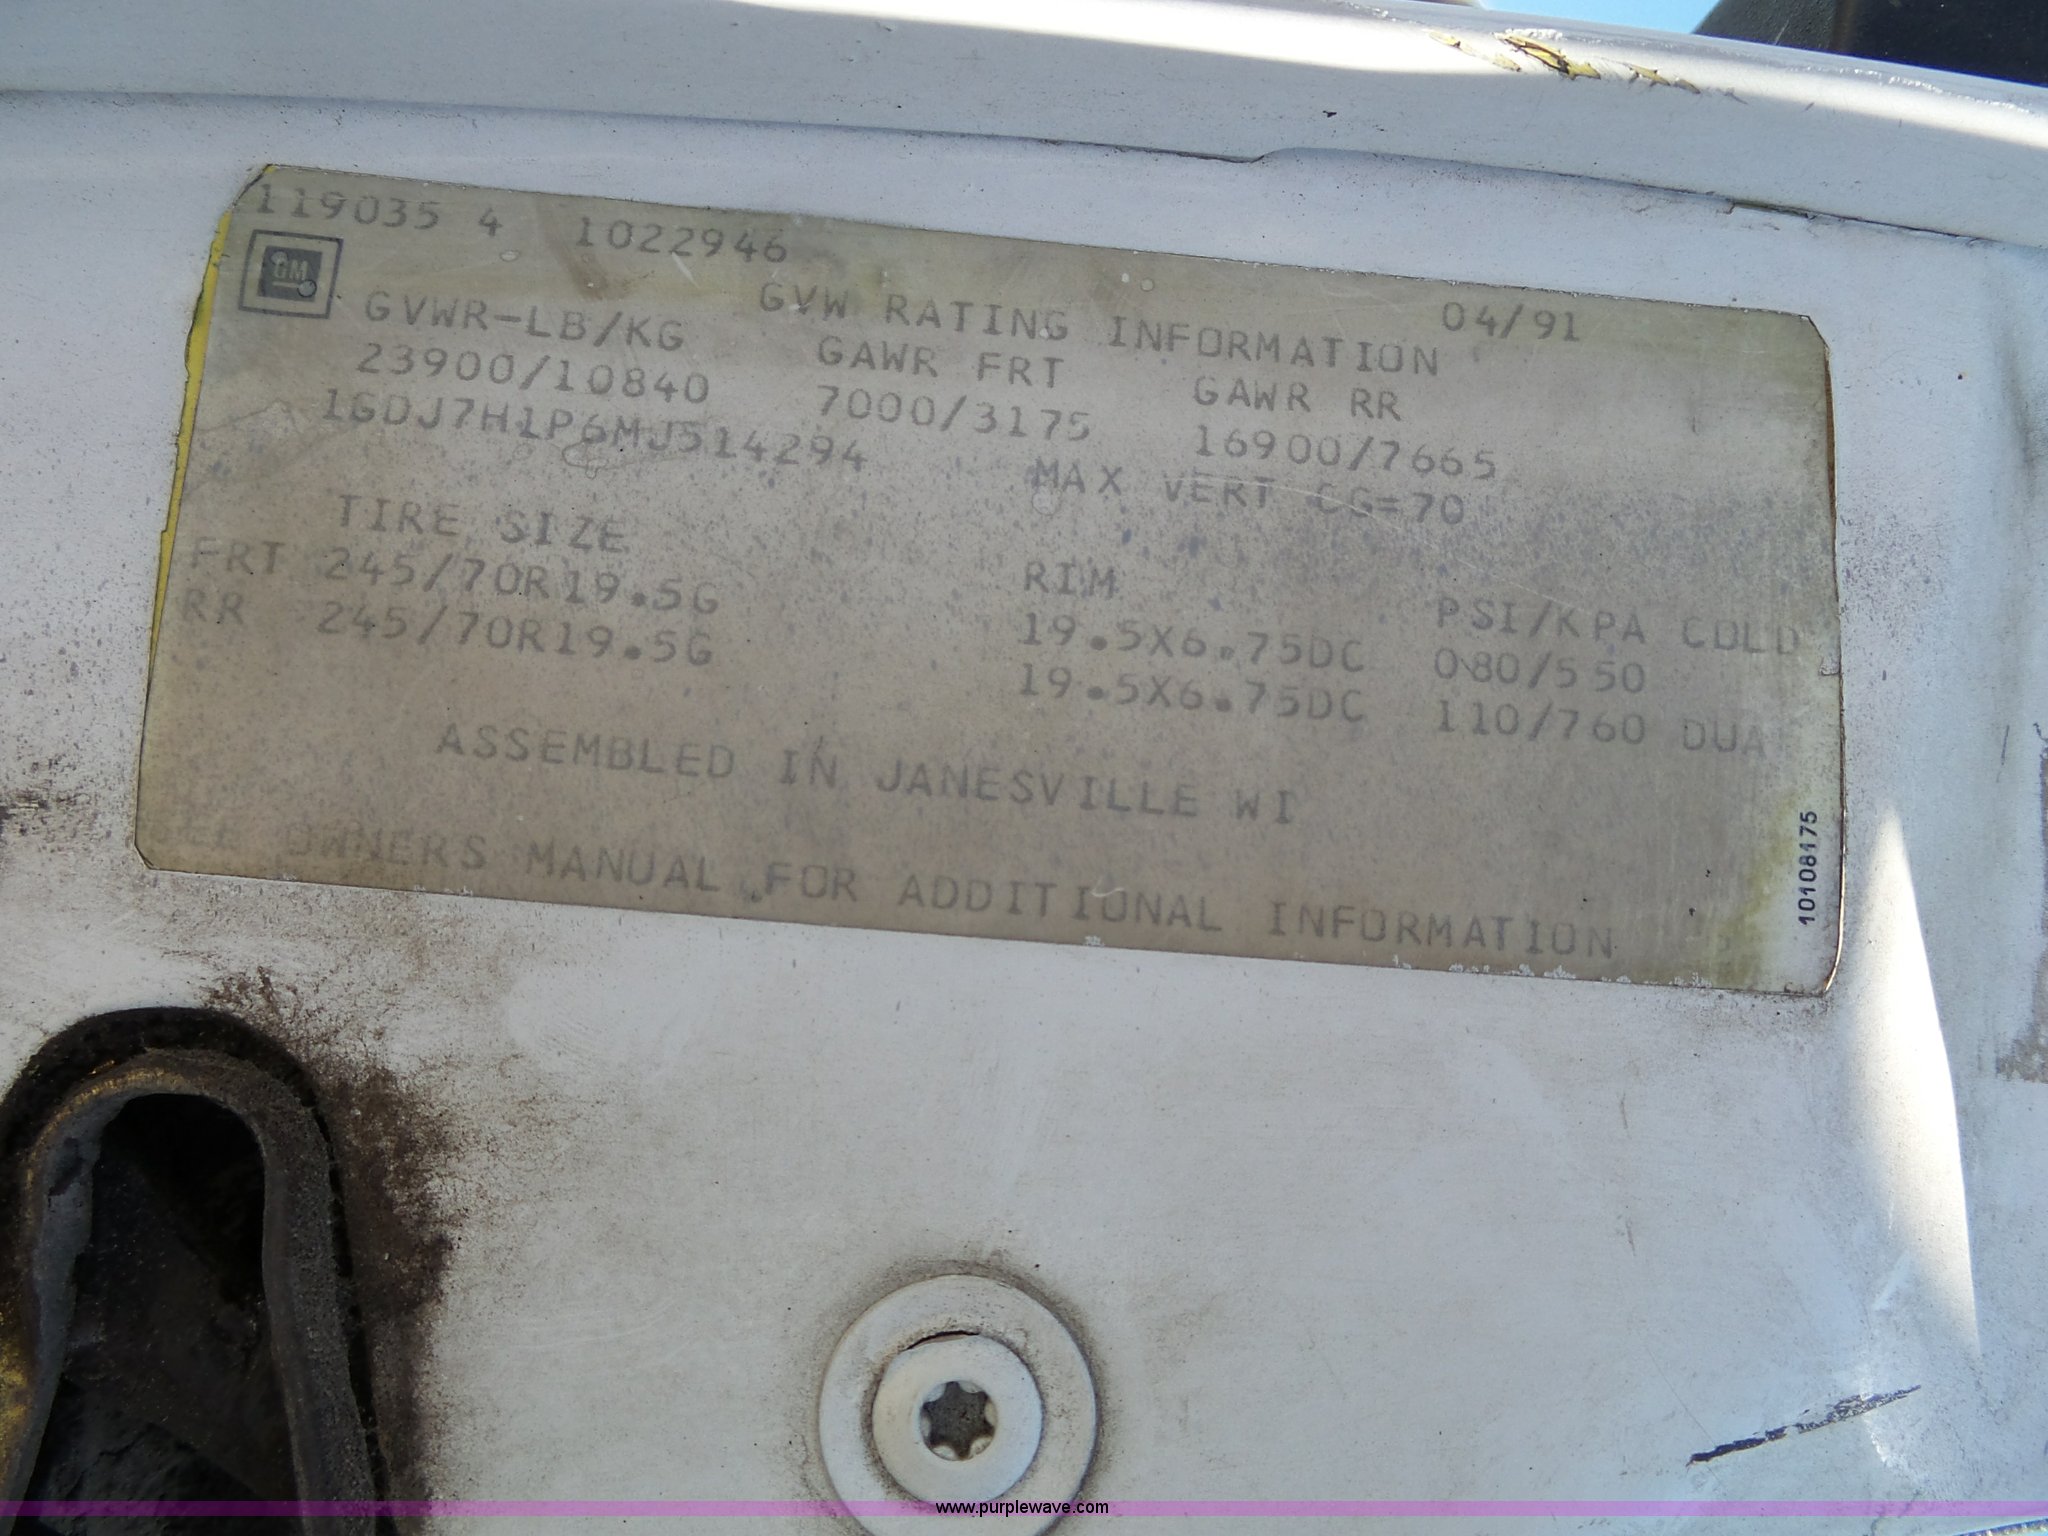 119035 4 1022946
GM
GVW RATING INFORMATION 04/91
GVWR-LB/KG GAWR FRT GAWR RR
23900/10840 7000/3175 16900/7665
1GDJ7H1P6MJ514294 MAX VERT CG=70
TIRE SIZE RIM PSI/KPA COLD
FRT 245/70R19.5G 19.5X6.75DC 080/550
RR 245/70R19.5G 19.5X6.75DC 110/760 DUA
ASSEMBLED IN JANESVILLE WI
SEE OWNERS MANUAL FOR ADDITIONAL INFORMATION
10108175
www.purplewave.com